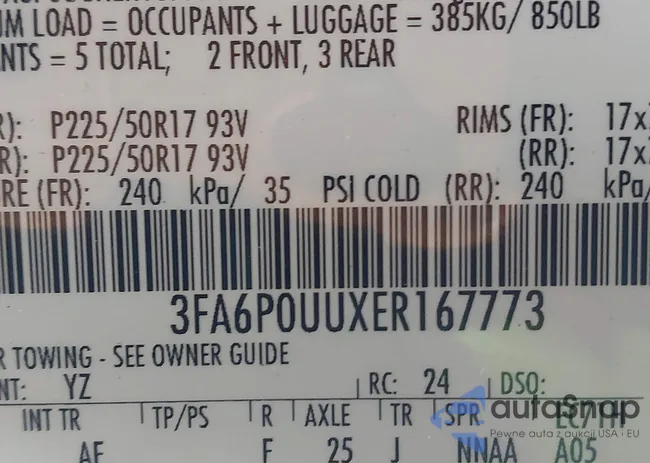 UM LOAD = OCCUPANTS + LUGGAGE = 385KG/ 850LB
NTS = 5 TOTAL; 2 FRONT, 3 REAR
R): P225/50R17 93V RIMS (FR): 17x
R): P225/50R17 93V (RR): 17x
RE (FR): 240 kPa/ 35 PSI COLD (RR): 240 kPa/
3FA6P0UUXER167773
R TOWING - SEE OWNER GUIDE
NT: YZ RC: 24 DSO:
INT TR TP/PS R AXLE TR SPR
AF F 25 J NNAA A05
autaSnap
Pewne auta z aukcji USA i EU